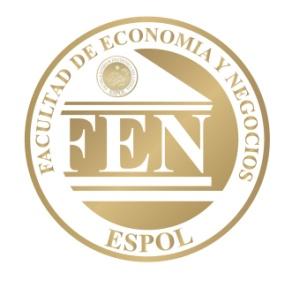 FACULTAD DE ECONOMIA Y NEGOCIOS
FEN
ESPOL